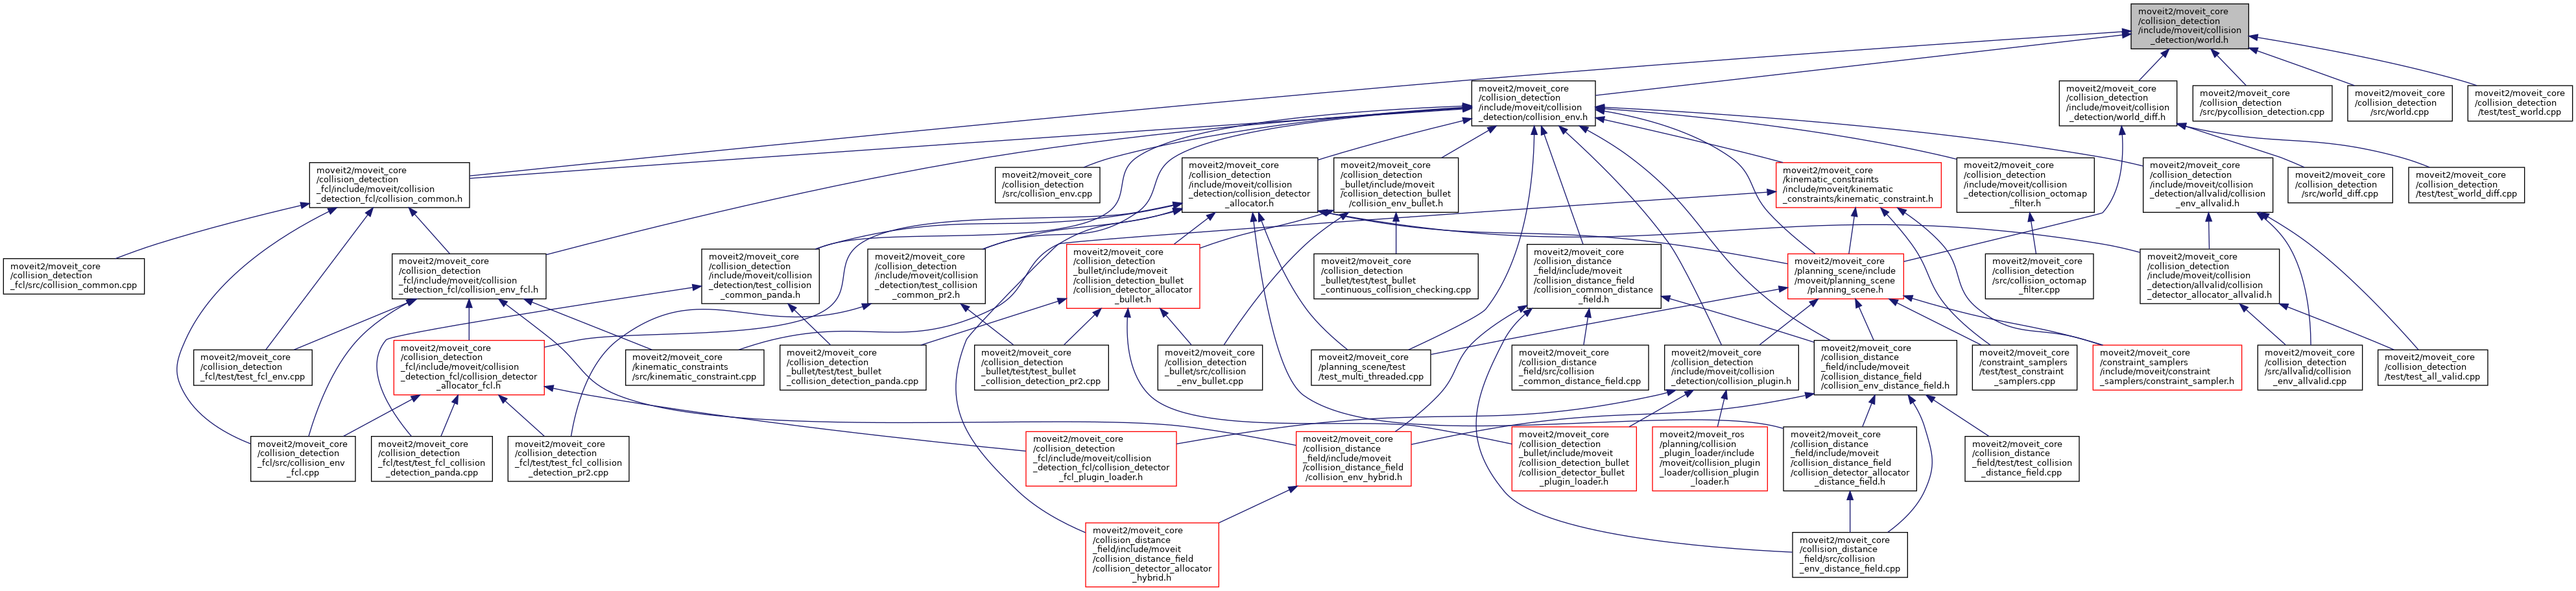 moveit2/moveit_core
/collision_detection
/include/moveit/collision
_detection/world.h
moveit2/moveit_core
/collision_detection
/include/moveit/collision
_detection/collision_env.h
moveit2/moveit_core
/collision_detection
/include/moveit/collision
_detection/world_diff.h
moveit2/moveit_core
/collision_detection
/src/pycollision_detection.cpp
moveit2/moveit_core
/collision_detection
/src/world.cpp
moveit2/moveit_core
/collision_detection
/test/test_world.cpp
moveit2/moveit_core
/collision_detection
_fcl/include/moveit/collision
_detection_fcl/collision_common.h
moveit2/moveit_core
/collision_detection
/src/collision_env.cpp
moveit2/moveit_core
/collision_detection
/include/moveit/collision
_detection/collision_detector
_allocator.h
moveit2/moveit_core
/collision_detection
_bullet/include/moveit
/collision_detection_bullet
/collision_env_bullet.h
moveit2/moveit_core
/kinematic_constraints
/include/moveit/kinematic
_constraints/kinematic_constraint.h
moveit2/moveit_core
/collision_detection
/include/moveit/collision
_detection/collision_octomap
_filter.h
moveit2/moveit_core
/collision_detection
/include/moveit/collision
_detection/allvalid/collision
_env_allvalid.h
moveit2/moveit_core
/collision_detection
/src/world_diff.cpp
moveit2/moveit_core
/collision_detection
/test/test_world_diff.cpp
moveit2/moveit_core
/collision_detection
_fcl/src/collision_common.cpp
moveit2/moveit_core
/collision_detection
_fcl/include/moveit/collision
_detection_fcl/collision_env_fcl.h
moveit2/moveit_core
/collision_detection
/include/moveit/collision
_detection/test_collision
_common_panda.h
moveit2/moveit_core
/collision_detection
/include/moveit/collision
_detection/test_collision
_common_pr2.h
moveit2/moveit_core
/collision_detection
_bullet/include/moveit
/collision_detection_bullet
/collision_detector_allocator
_bullet.h
moveit2/moveit_core
/collision_detection
_bullet/test/test_bullet
_continuous_collision_checking.cpp
moveit2/moveit_core
/collision_distance
_field/include/moveit
/collision_distance_field
/collision_common_distance
_field.h
moveit2/moveit_core
/planning_scene/include
/moveit/planning_scene
/planning_scene.h
moveit2/moveit_core
/collision_detection
/src/collision_octomap
_filter.cpp
moveit2/moveit_core
/collision_detection
/include/moveit/collision
_detection/allvalid/collision
_detector_allocator_allvalid.h
moveit2/moveit_core
/collision_detection
_fcl/test/test_fcl_env.cpp
moveit2/moveit_core
/collision_detection
_fcl/include/moveit/collision
_detection_fcl/collision_detector
_allocator_fcl.h
moveit2/moveit_core
/kinematic_constraints
/src/kinematic_constraint.cpp
moveit2/moveit_core
/collision_detection
_bullet/test/test_bullet
_collision_detection_panda.cpp
moveit2/moveit_core
/collision_detection
_bullet/test/test_bullet
_collision_detection_pr2.cpp
moveit2/moveit_core
/collision_detection
_bullet/src/collision
_env_bullet.cpp
moveit2/moveit_core
/planning_scene/test
/test_multi_threaded.cpp
moveit2/moveit_core
/collision_distance
_field/src/collision
_common_distance_field.cpp
moveit2/moveit_core
/collision_detection
/include/moveit/collision
_detection/collision_plugin.h
moveit2/moveit_core
/collision_distance
_field/include/moveit
/collision_distance_field
/collision_env_distance_field.h
moveit2/moveit_core
/constraint_samplers
/test/test_constraint
_samplers.cpp
moveit2/moveit_core
/constraint_samplers
/include/moveit/constraint
_samplers/constraint_sampler.h
moveit2/moveit_core
/collision_detection
/src/allvalid/collision
_env_allvalid.cpp
moveit2/moveit_core
/collision_detection
/test/test_all_valid.cpp
moveit2/moveit_core
/collision_detection
_fcl/src/collision_env
_fcl.cpp
moveit2/moveit_core
/collision_detection
_fcl/test/test_fcl_collision
_detection_panda.cpp
moveit2/moveit_core
/collision_detection
_fcl/test/test_fcl_collision
_detection_pr2.cpp
moveit2/moveit_core
/collision_detection
_fcl/include/moveit/collision
_detection_fcl/collision_detector
_fcl_plugin_loader.h
moveit2/moveit_core
/collision_distance
_field/include/moveit
/collision_distance_field
/collision_env_hybrid.h
moveit2/moveit_core
/collision_detection
_bullet/include/moveit
/collision_detection_bullet
/collision_detector_bullet
_plugin_loader.h
moveit2/moveit_ros
/planning/collision
_plugin_loader/include
/moveit/collision_plugin
_loader/collision_plugin
_loader.h
moveit2/moveit_core
/collision_distance
_field/include/moveit
/collision_distance_field
/collision_detector_allocator
_distance_field.h
moveit2/moveit_core
/collision_distance
_field/test/test_collision
_distance_field.cpp
moveit2/moveit_core
/collision_distance
_field/include/moveit
/collision_distance_field
/collision_detector_allocator
_hybrid.h
moveit2/moveit_core
/collision_distance
_field/src/collision
_env_distance_field.cpp